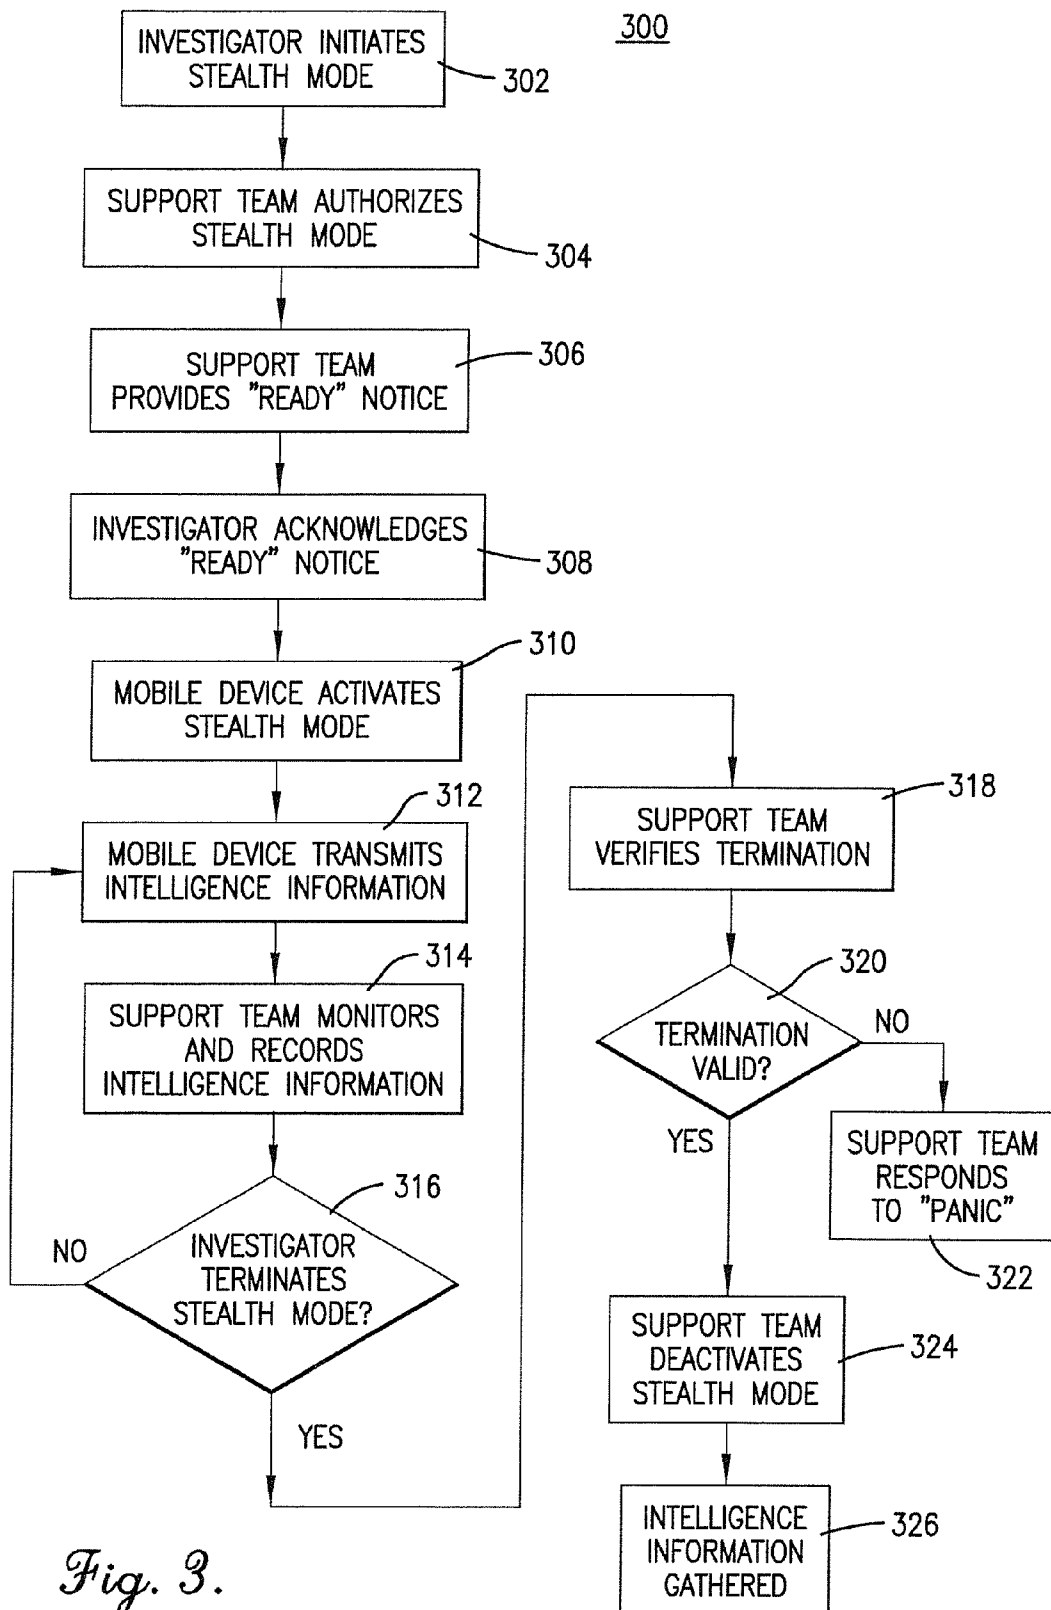 300
INVESTIGATOR INITIATES
STEALTH MODE
302
SUPPORT TEAM AUTHORIZES
STEALTH MODE
304
SUPPORT TEAM
PROVIDES "READY" NOTICE
306
INVESTIGATOR ACKNOWLEDGES
"READY" NOTICE
308
MOBILE DEVICE ACTIVATES
STEALTH MODE
310
MOBILE DEVICE TRANSMITS
INTELLIGENCE INFORMATION
312
SUPPORT TEAM MONITORS
AND RECORDS
INTELLIGENCE INFORMATION
314
INVESTIGATOR
TERMINATES
STEALTH MODE?
316
NO
YES
SUPPORT TEAM
VERIFIES TERMINATION
318
TERMINATION
VALID?
320
NO
YES
SUPPORT TEAM
RESPONDS
TO "PANIC"
322
SUPPORT TEAM
DEACTIVATES
STEALTH MODE
324
INTELLIGENCE
INFORMATION
GATHERED
326
Fig. 3.